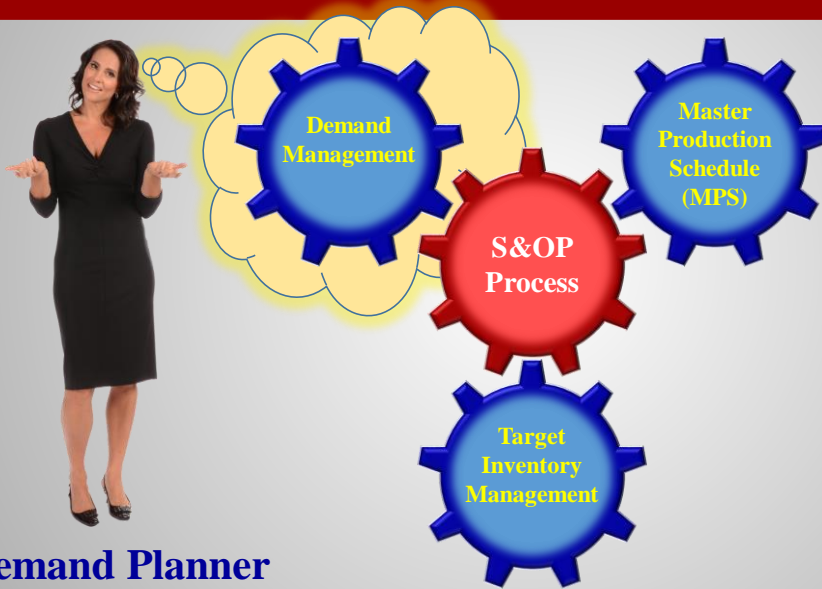 Demand
Management
Master
Production
Schedule
(MPS)
S&OP
Process
Target
Inventory
Management
emand Planner